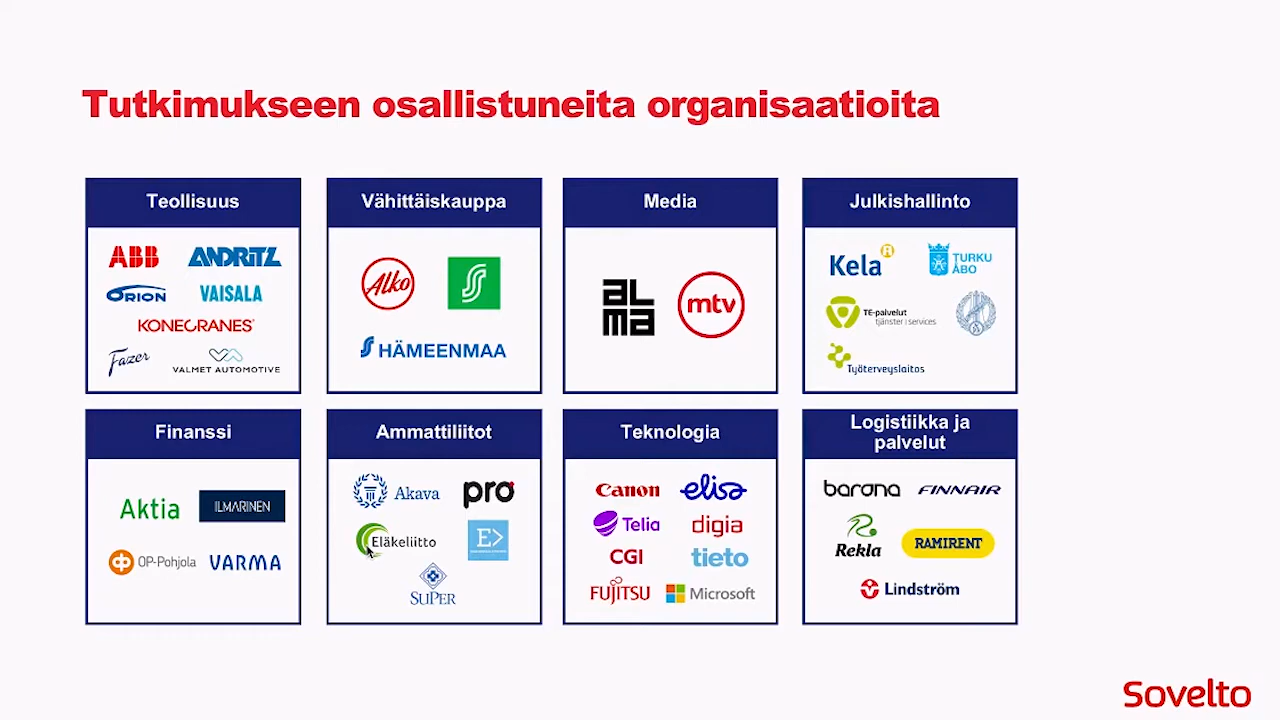 Tutkimukseen osallistuneita organisaatioita
Teollisuus
ABB ANDRITZ
ORION VAISALA
KONECRANES®
Fazer VALMET AUTOMOTIVE
Vähittäiskauppa
Alko S
HÄMEENMAA
Media
ALMA mtv
Julkishallinto
Kela TURKU ÅBO
TE-palvelut
tjänster | services
Työterveyslaitos
Finanssi
Aktia ILMARINEN
OP-Pohjola VARMA
Ammattiliitot
Akava pro
Eläkeliitto E>
SUPER
Teknologia
Canon elisa
Telia digia
CGI tieto
FUJITSU Microsoft
Logistiikka ja
palvelut
barona FINNAIR
Rekla RAMIRENT
Lindström
Sovelto